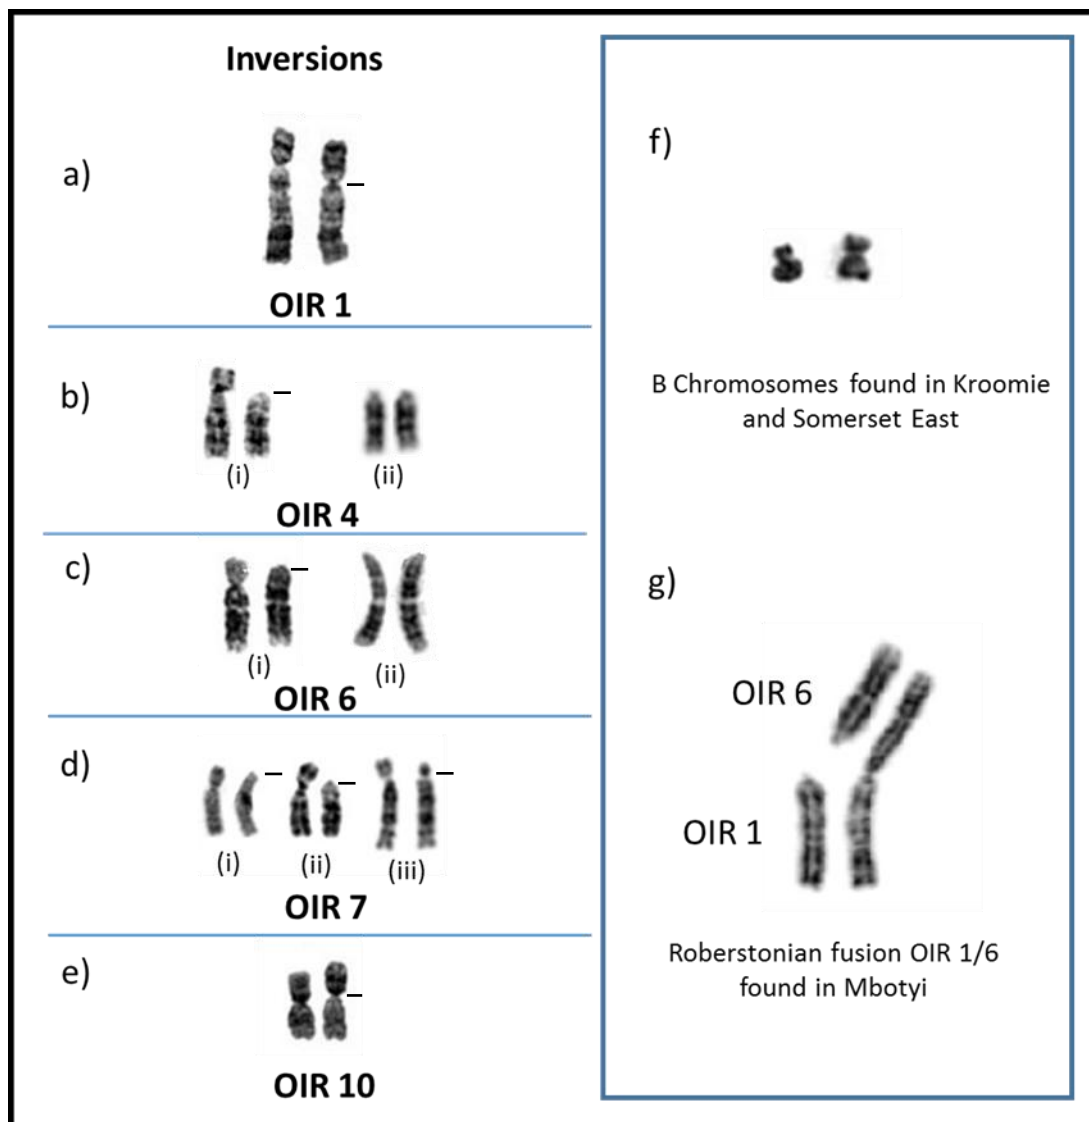 Inversions
a)
OIR 1
b)
(i)
(ii)
OIR 4
c)
(i)
(ii)
OIR 6
d)
(i)
(ii)
(iii)
OIR 7
e)
OIR 10
f)
B Chromosomes found in Kroomie
and Somerset East
g)
OIR 6
OIR 1
Roberstonian fusion OIR 1/6
found in Mbotyi